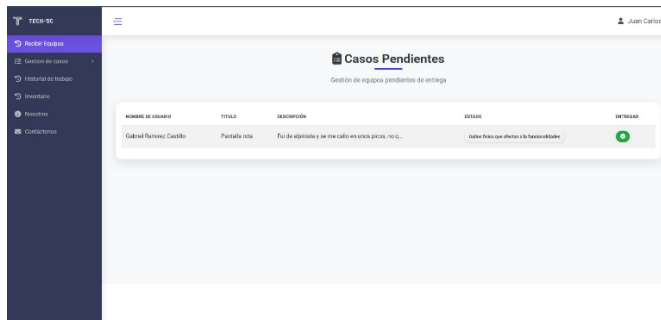 TECH-SC
Juan Carlos
Recibir Equipos
Gestion de casos
Historial de trabajo
Inventario
Nosotros
Contáctenos
Casos Pendientes
Gestión de equipos pendientes de entrega
NOMBRE DE USUARIO TITULO DESCRIPCIÓN ESTADO ENTREGAR
Gabriel Ramirez Castillo Pantalla rota Fui de alpinista y se me callo en unos picos, no q... Daños físico que afectan a la funcionalidades